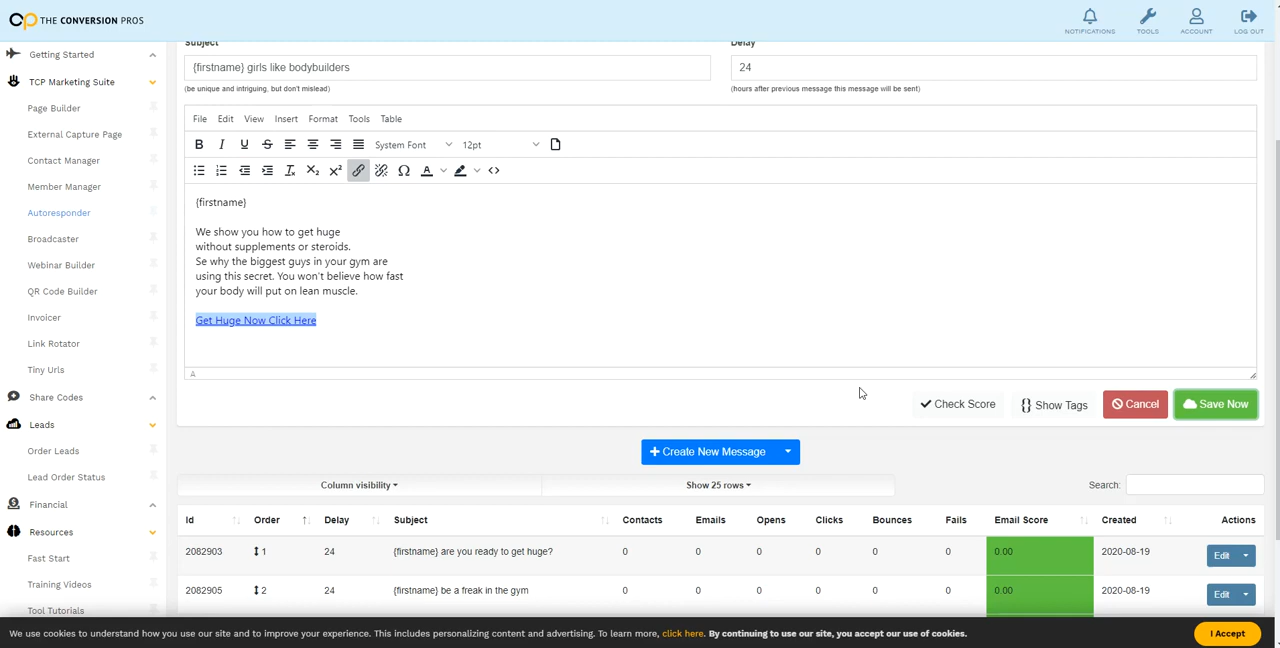 cp THE CONVERSION PROS
NOTIFICATIONS TOOLS ACCOUNT LOG OUT
Getting Started
TCP Marketing Suite
Page Builder
External Capture Page
Contact Manager
Member Manager
Autoresponder
Broadcaster
Webinar Builder
QR Code Builder
Invoicer
Link Rotator
Tiny Urls
Share Codes
Leads
Order Leads
Lead Order Status
Financial
Resources
Fast Start
Training Videos
Tool Tutorials
Subject Delay
{firstname} girls like bodybuilders 24
(be unique and intriguing, but don't mislead) (hours after previous message this message will be sent)
File Edit View Insert Format Tools Table
B I U S System Font 12pt
X₂ X² Ω A <>
{firstname}
We show you how to get huge
without supplements or steroids.
Se why the biggest guys in your gym are
using this secret. You won't believe how fast
your body will put on lean muscle.
Get Huge Now Click Here
A
Check Score {} Show Tags Cancel Save Now
+ Create New Message
Column visibility Show 25 rows Search:
Id Order Delay Subject Contacts Emails Opens Clicks Bounces Fails Email Score Created Actions
2082903 1 24 {firstname} are you ready to get huge? 0 0 0 0 0 0 0.00 2020-08-19 Edit
2082905 2 24 {firstname} be a freak in the gym 0 0 0 0 0 0 0.00 2020-08-19 Edit
We use cookies to understand how you use our site and to improve your experience. This includes personalizing content and advertising. To learn more, click here. By continuing to use our site, you accept our use of cookies. I Accept